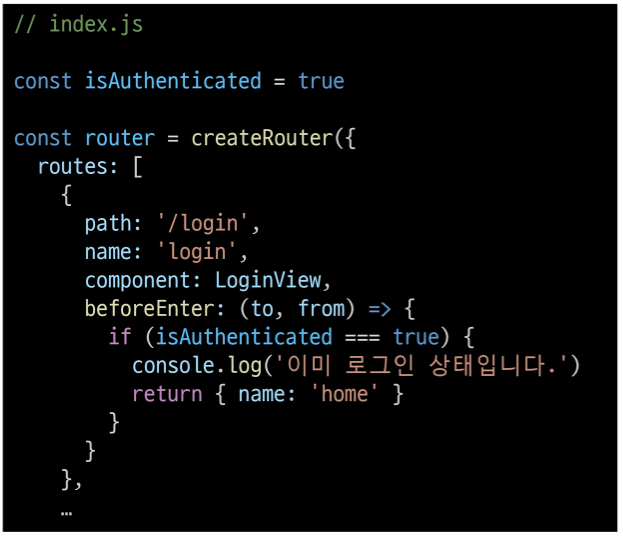 // index.js

const isAuthenticated = true

const router = createRouter({
  routes: [
    {
      path: '/login',
      name: 'login',
      component: LoginView,
      beforeEnter: (to, from) => {
        if (isAuthenticated === true) {
          console.log('이미 로그인 상태입니다.')
          return { name: 'home' }
        }
      }
    },
    …